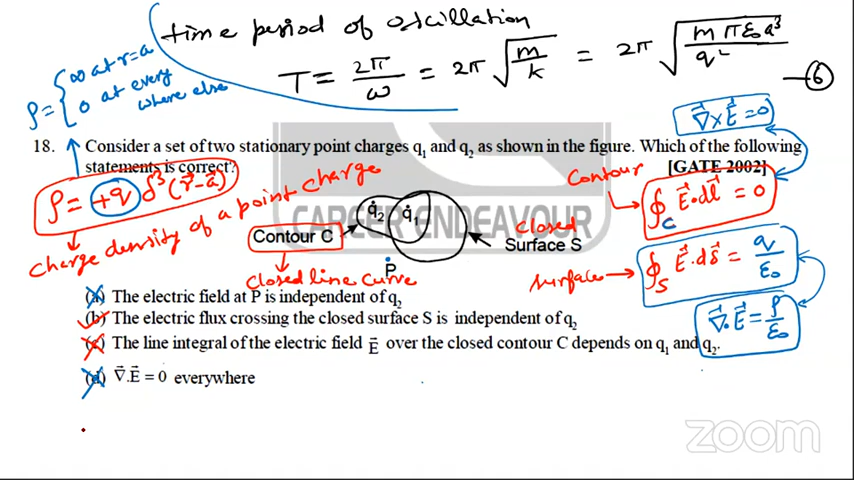 time period of oscillation
T = 2π/ω = 2π √(m/k) = 2π √(mπε₀a³/q²) —⑥
ρ = { ∞ at r=a
0 at every where else
∇⃗×E⃗=0
18. Consider a set of two stationary point charges q₁ and q₂ as shown in the figure. Which of the following
statements is correct? [GATE 2002]
ρ = +q δ³(r⃗-a⃗)
charge density of a point charge
Contour
∮_C E⃗·dl⃗ = 0
q₂ q₁
CAREER ENDEAVOUR
Contour C
closed
Surface S
Closed line curve
P
surface
∮_S E⃗·ds⃗ = q/ε₀
∇⃗·E⃗ = ρ/ε₀
(a) The electric field at P is independent of q₂
(b) The electric flux crossing the closed surface S is independent of q₂
(c) The line integral of the electric field E⃗ over the closed contour C depends on q₁ and q₂.
(d) ∇⃗.E⃗ = 0 everywhere
zoom